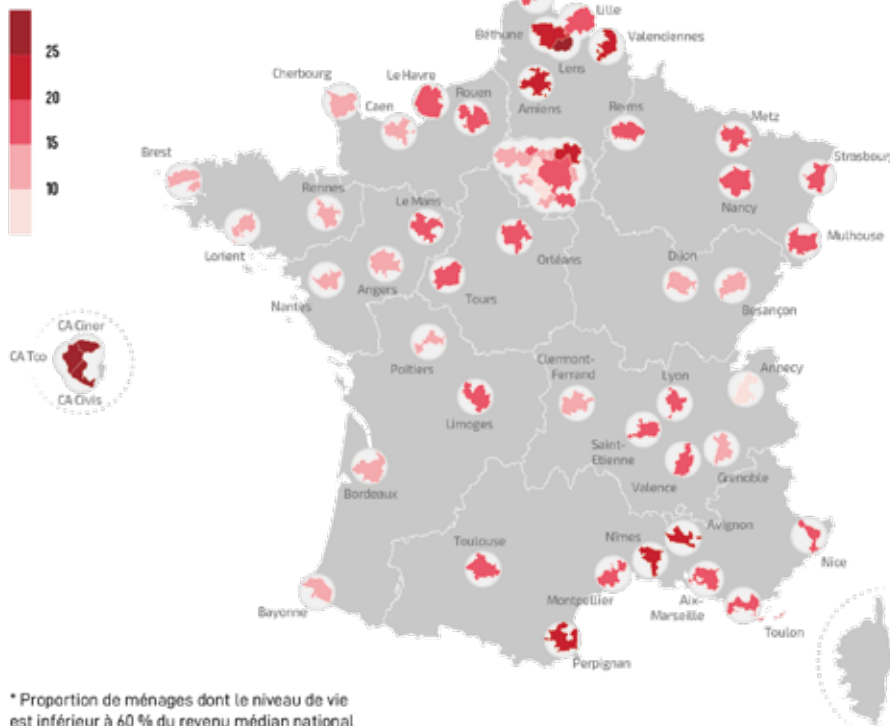 25
20
15
10
Lille
Béthune
Valenciennes
Lens
Cherbourg
Le Havre
Caen
Rouen
Amiens
Reims
Metz
Brest
Strasbourg
Rennes
Le Mans
Nancy
Lorient
Mulhouse
Orléans
Dijon
Angers
Nantes
Tours
Besançon
CA Cinor
CA Tco
CA Civis
Poitiers
Clermont-
Ferrand
Lyon
Annecy
Limoges
Saint-
Etienne
Grenoble
Valence
Bordeaux
Avignon
Nîmes
Toulouse
Nice
Montpellier
Aix-
Marseille
Bayonne
Toulon
Perpignan
* Proportion de ménages dont le niveau de vie
est inférieur à 60 % du revenu médian national